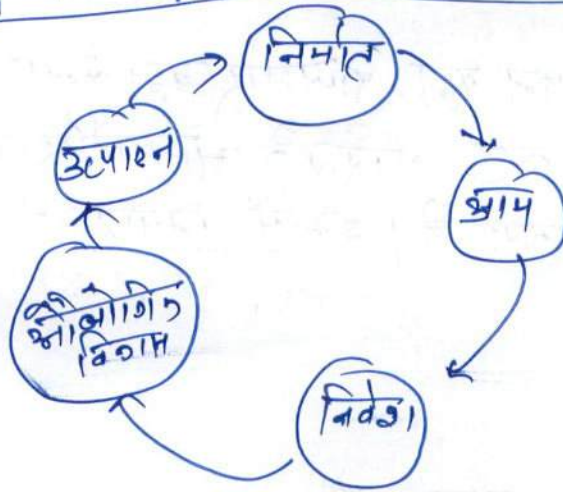 निर्यात
आय
निवेश
औद्योगिक
विकास
उत्पादन